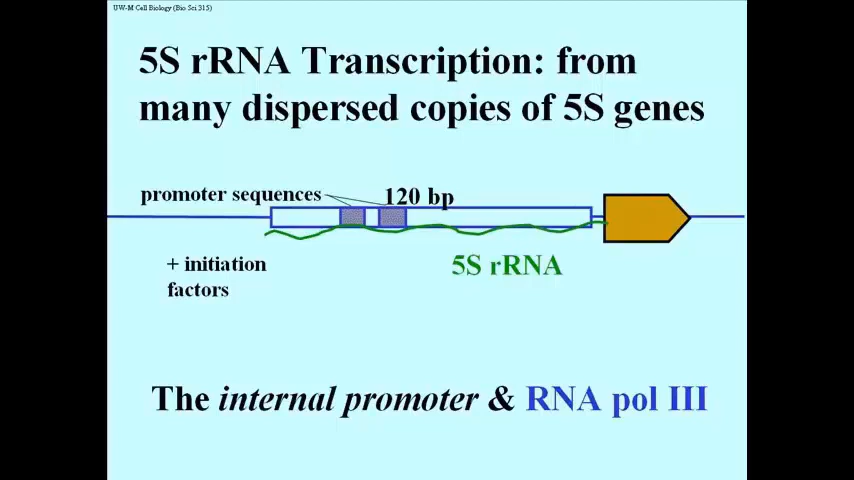 UW-M Cell Biology (Bio Sci 315)
5S rRNA Transcription: from
many dispersed copies of 5S genes
promoter sequences
120 bp
+ initiation
factors
5S rRNA
The internal promoter & RNA pol III